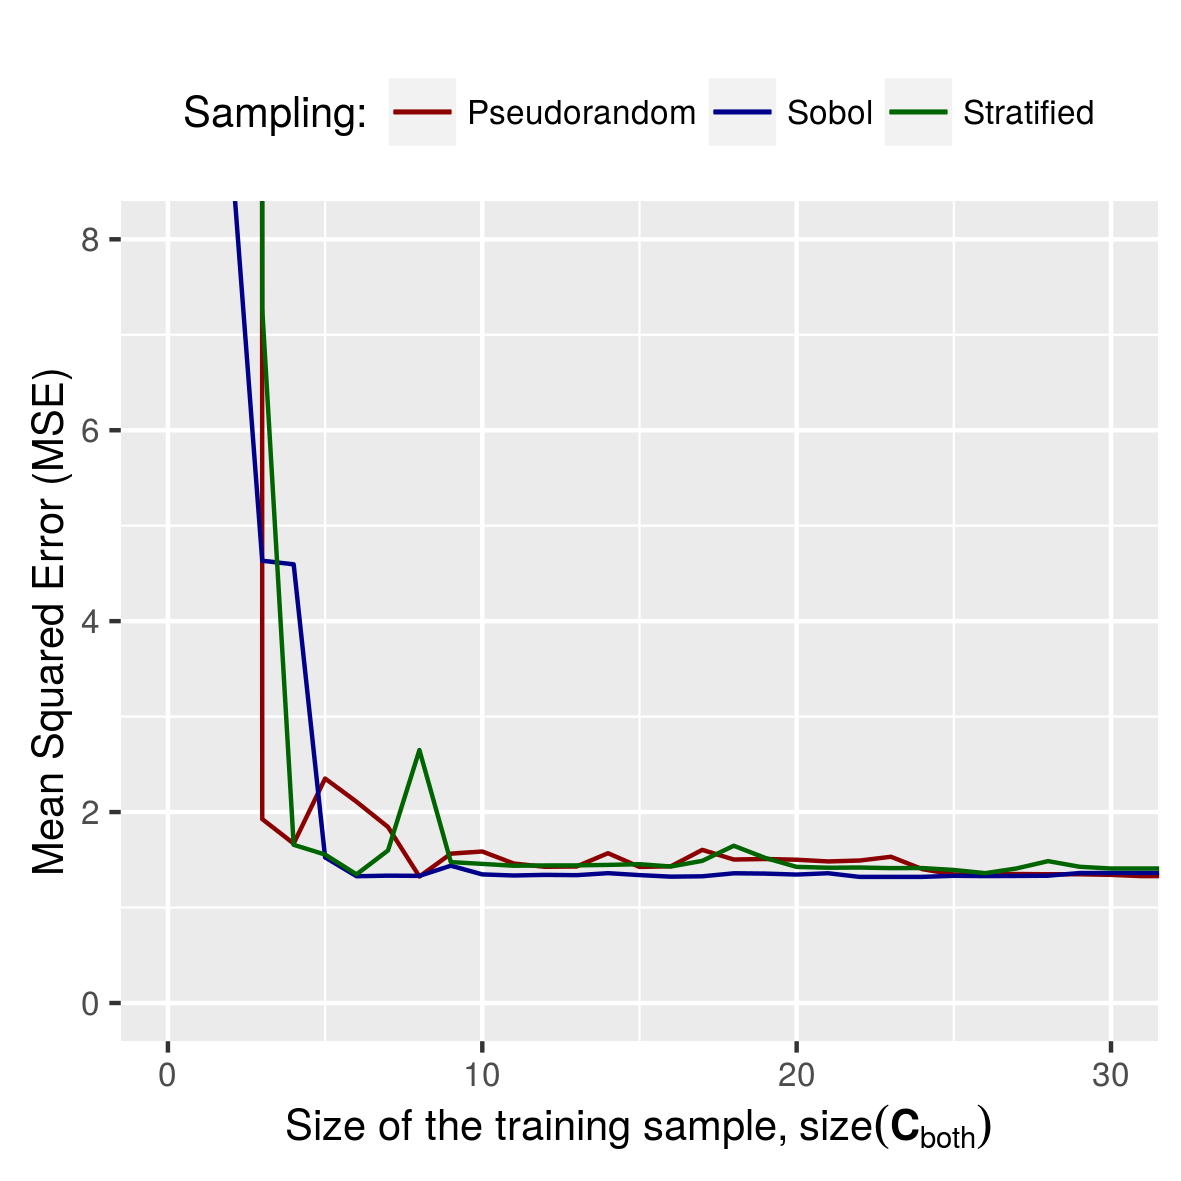 Sampling: Pseudorandom Sobol Stratified
Mean Squared Error (MSE)
8
6
4
2
0
0 10 20 30
Size of the training sample, size(C_both)